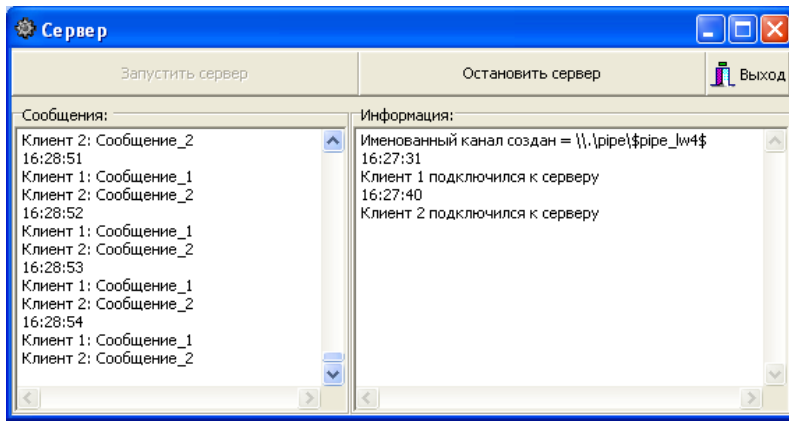 Сервер
Запустить сервер
Остановить сервер
Выход
Сообщения:
Клиент 2: Сообщение_2
16:28:51
Клиент 1: Сообщение_1
Клиент 2: Сообщение_2
16:28:52
Клиент 1: Сообщение_1
Клиент 2: Сообщение_2
16:28:53
Клиент 1: Сообщение_1
Клиент 2: Сообщение_2
16:28:54
Клиент 1: Сообщение_1
Клиент 2: Сообщение_2
Информация:
Именованный канал создан = \\.\pipe\$pipe_lw4$
16:27:31
Клиент 1 подключился к серверу
16:27:40
Клиент 2 подключился к серверу